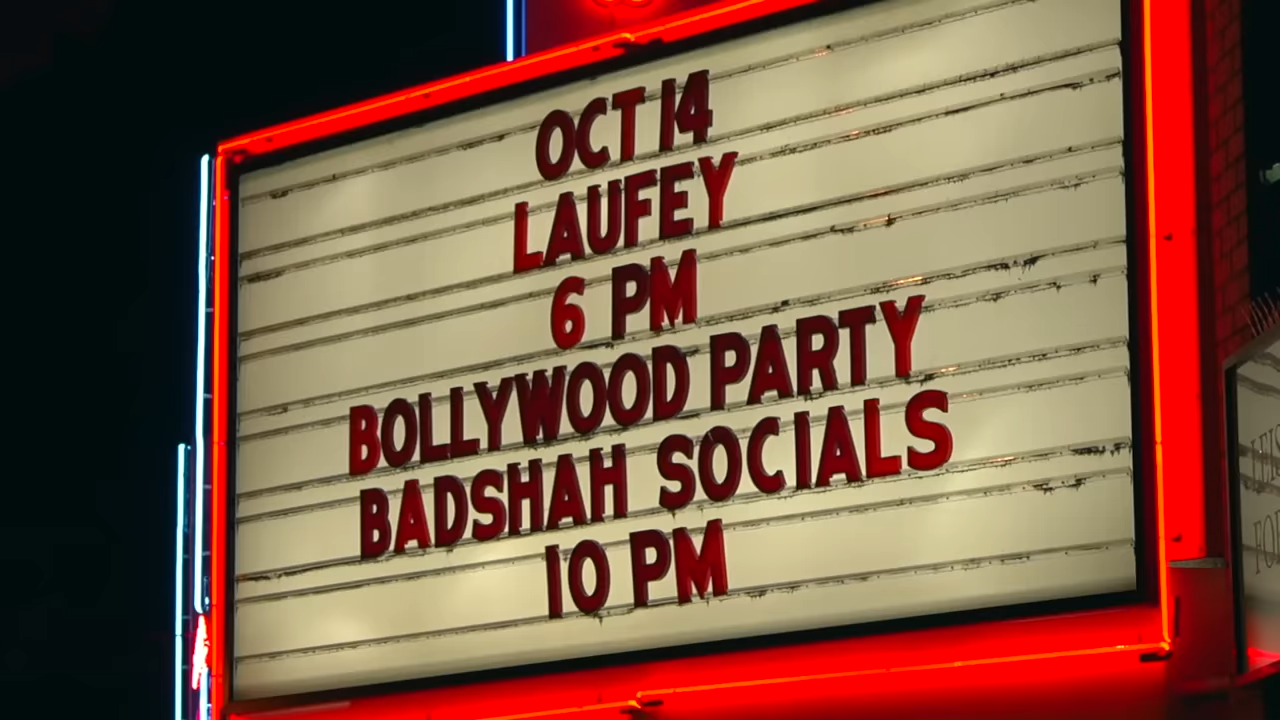 OCT 14
LAUFEY
6 PM
BOLLYWOOD PARTY
BADSHAH SOCIALS
10 PM